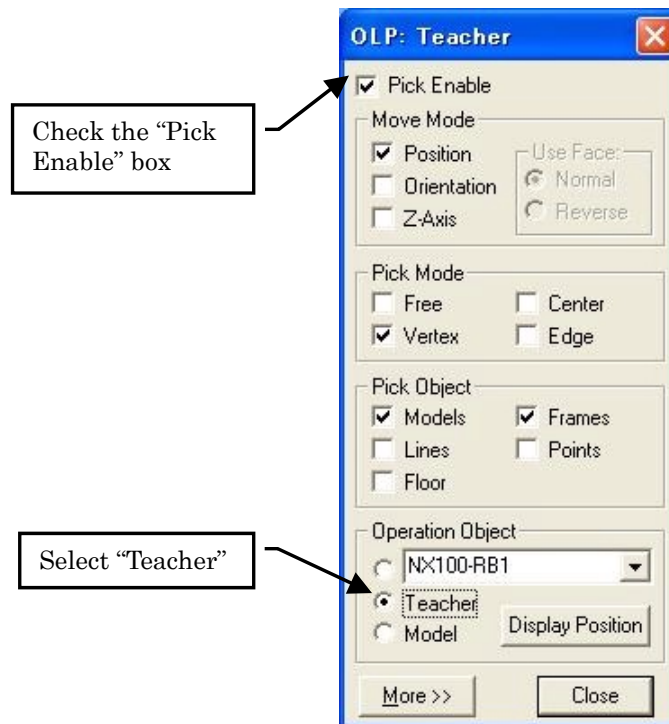 OLP: Teacher
Pick Enable
Check the “Pick
Enable” box
Move Mode
Position
Use Face:
Orientation
Normal
Z-Axis
Reverse
Pick Mode
Free
Center
Vertex
Edge
Pick Object
Models
Frames
Lines
Points
Floor
Operation Object
Select “Teacher”
NX100-RB1
Teacher
Model
Display Position
More >>
Close